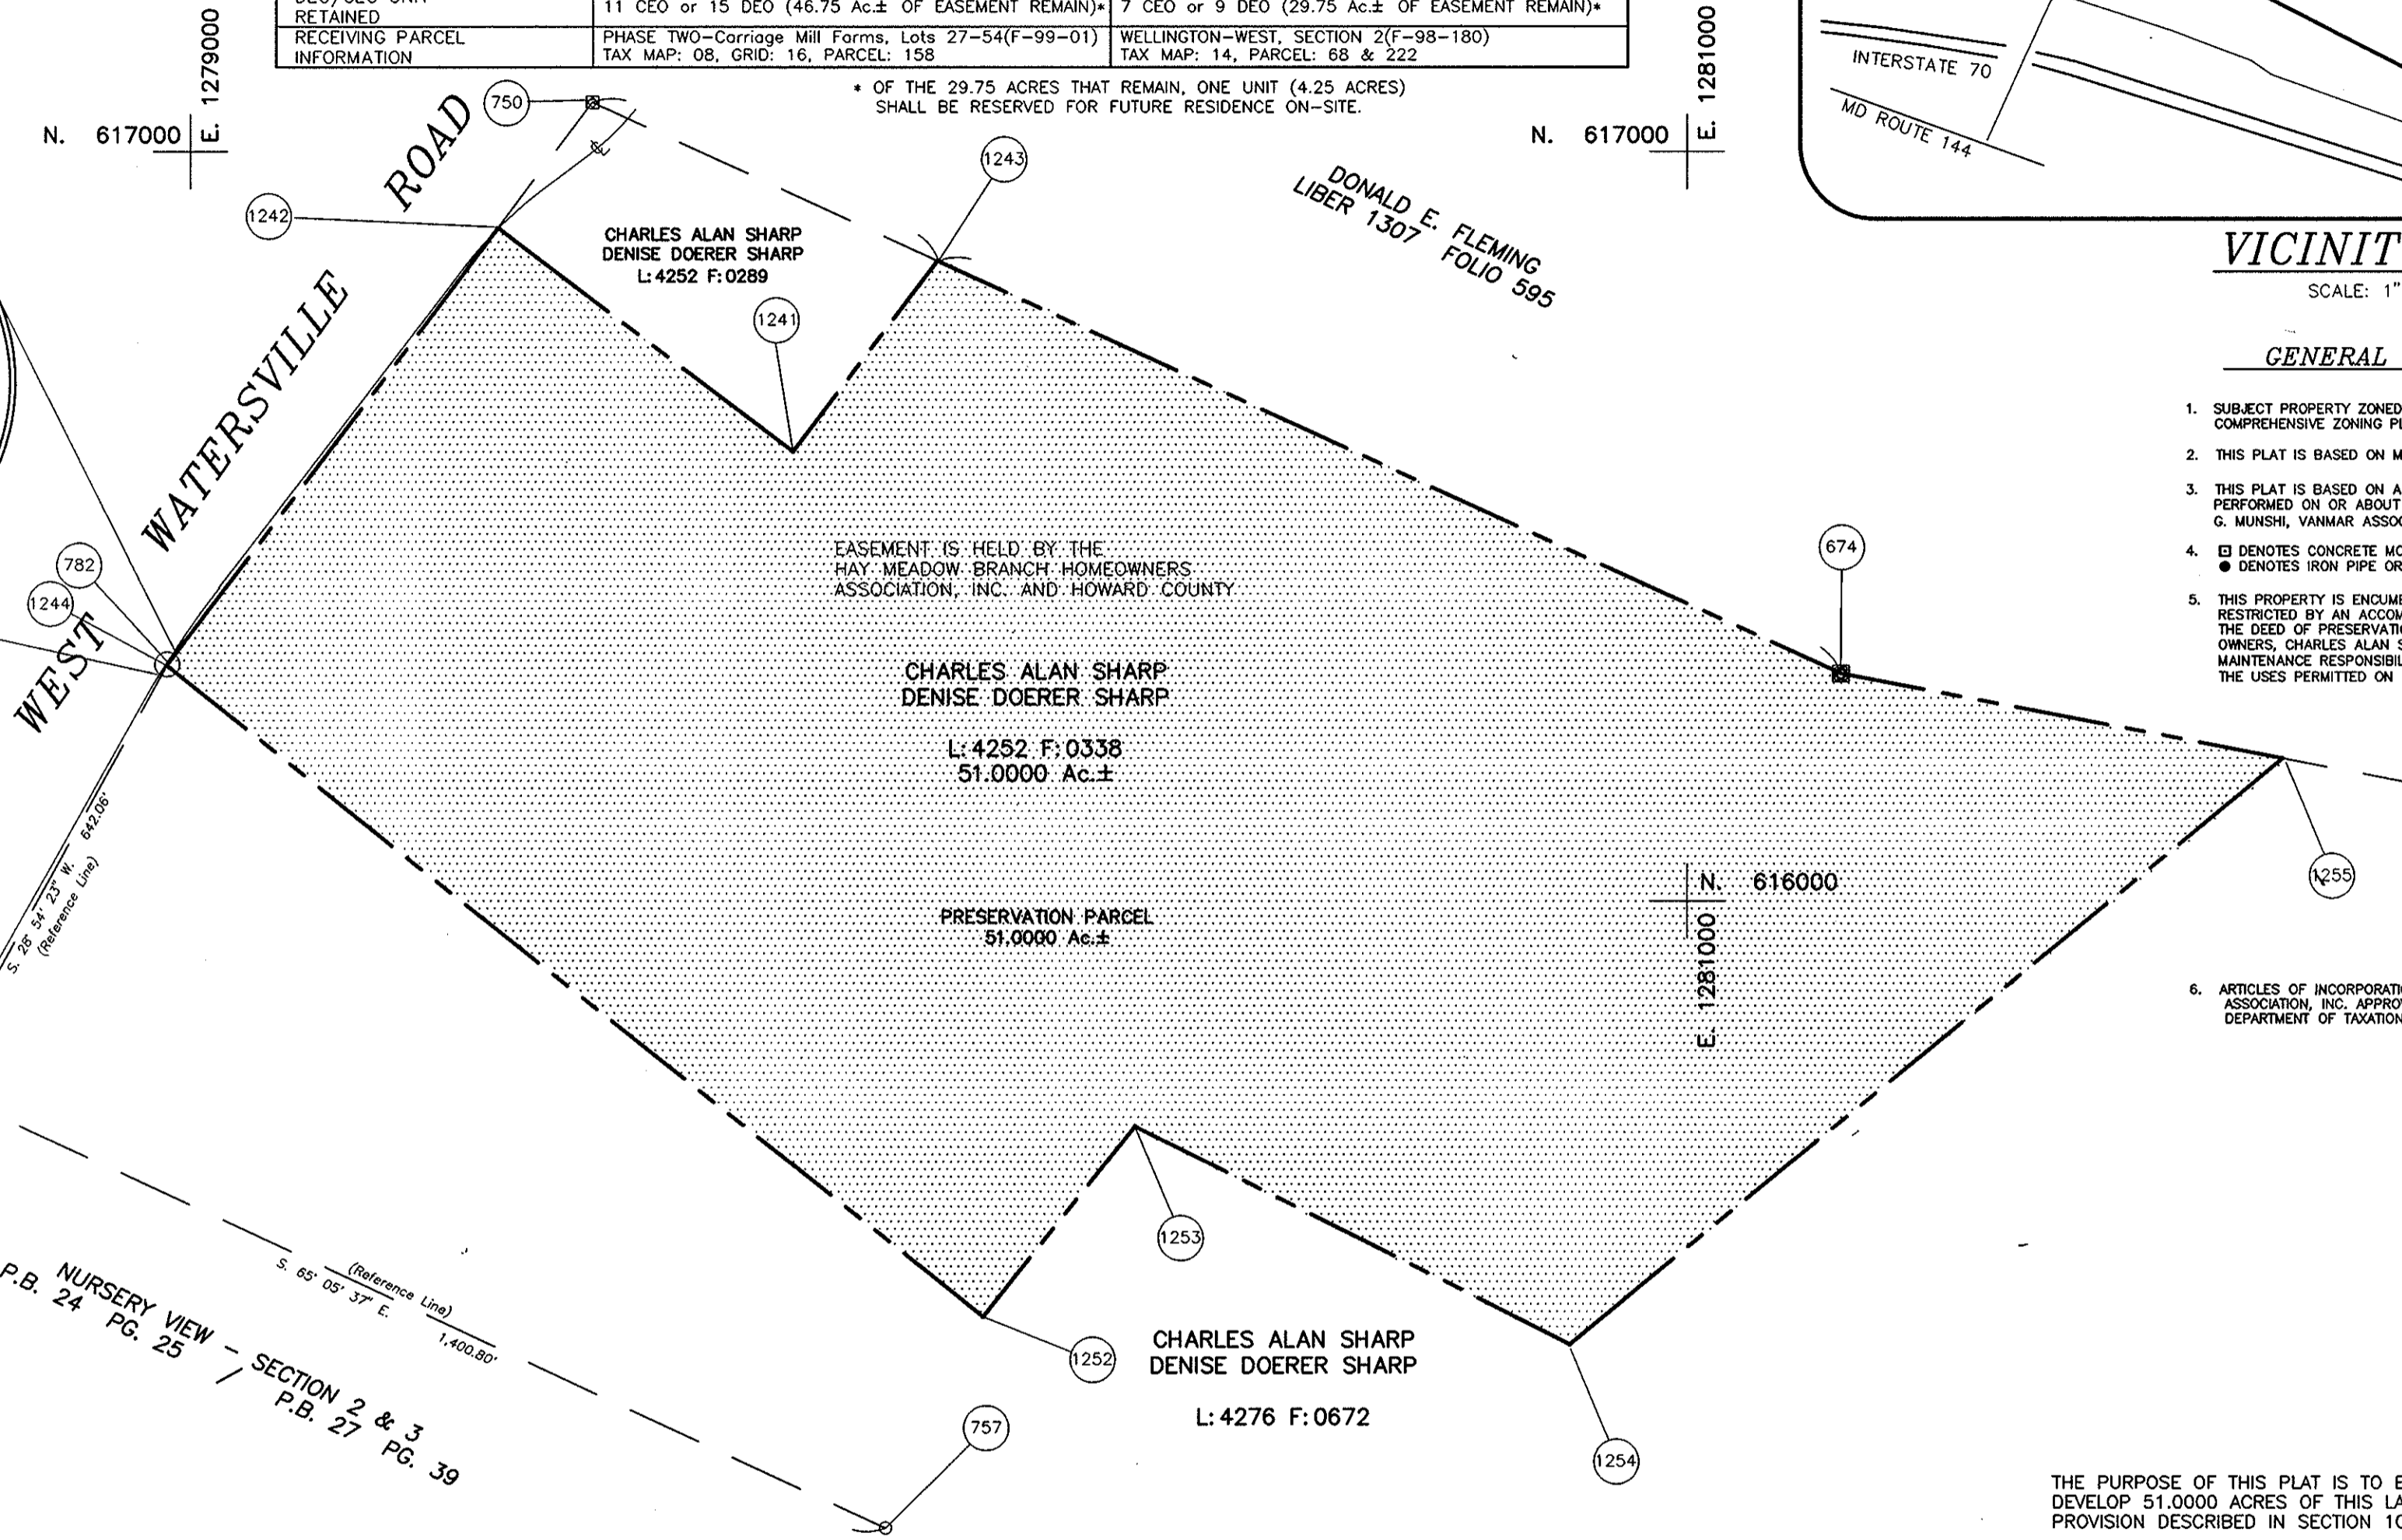 RETAINED
11 CEO or 15 DEO (46.75 Ac.± OF EASEMENT REMAIN)*
7 CEO or 9 DEO (29.75 Ac.± OF EASEMENT REMAIN)*
RECEIVING PARCEL
INFORMATION
PHASE TWO-Carriage Mill Farms, Lots 27-54(F-99-01)
TAX MAP: 08, GRID: 16, PARCEL: 158
WELLINGTON-WEST, SECTION 2(F-98-180)
TAX MAP: 14, PARCEL: 68 & 222
* OF THE 29.75 ACRES THAT REMAIN, ONE UNIT (4.25 ACRES)
SHALL BE RESERVED FOR FUTURE RESIDENCE ON-SITE.
N. 617000
E. 1279000
N. 617000
E. 1281000
INTERSTATE 70
MD ROUTE 144
VICINIT
SCALE: 1"
750
1243
1242
1241
WEST WATERSVILLE ROAD
CHARLES ALAN SHARP
DENISE DOERER SHARP
L:4252 F:0289
DONALD E. FLEMING
LIBER 1307 FOLIO 595
GENERAL
1. SUBJECT PROPERTY ZONED
COMPREHENSIVE ZONING PL
2. THIS PLAT IS BASED ON M
3. THIS PLAT IS BASED ON A
PERFORMED ON OR ABOUT
G. MUNSHI, VANMAR ASSOC
4. DENOTES CONCRETE MO
DENOTES IRON PIPE OR
5. THIS PROPERTY IS ENCUME
RESTRICTED BY AN ACCOM
THE DEED OF PRESERVATIO
OWNERS, CHARLES ALAN S
MAINTENANCE RESPONSIBIL
THE USES PERMITTED ON
782
1244
674
EASEMENT IS HELD BY THE
HAY MEADOW BRANCH HOMEOWNERS
ASSOCIATION, INC. AND HOWARD COUNTY
CHARLES ALAN SHARP
DENISE DOERER SHARP
L:4252 F:0338
51.0000 Ac.±
S. 28° 54' 23" W. 642.06'
(Reference Line)
PRESERVATION PARCEL
51.0000 Ac.±
N. 616000
E. 1281000
1255
6. ARTICLES OF INCORPORATIO
ASSOCIATION, INC. APPROV
DEPARTMENT OF TAXATION
1253
1252
1254
757
(Reference Line)
S. 65° 05' 37" E. 1,400.80'
NURSERY VIEW - SECTION 2 & 3
P.B. 24 PG. 25 / P.B. 27 PG. 39
CHARLES ALAN SHARP
DENISE DOERER SHARP
L:4276 F:0672
THE PURPOSE OF THIS PLAT IS TO E
DEVELOP 51.0000 ACRES OF THIS LA
PROVISION DESCRIBED IN SECTION 10